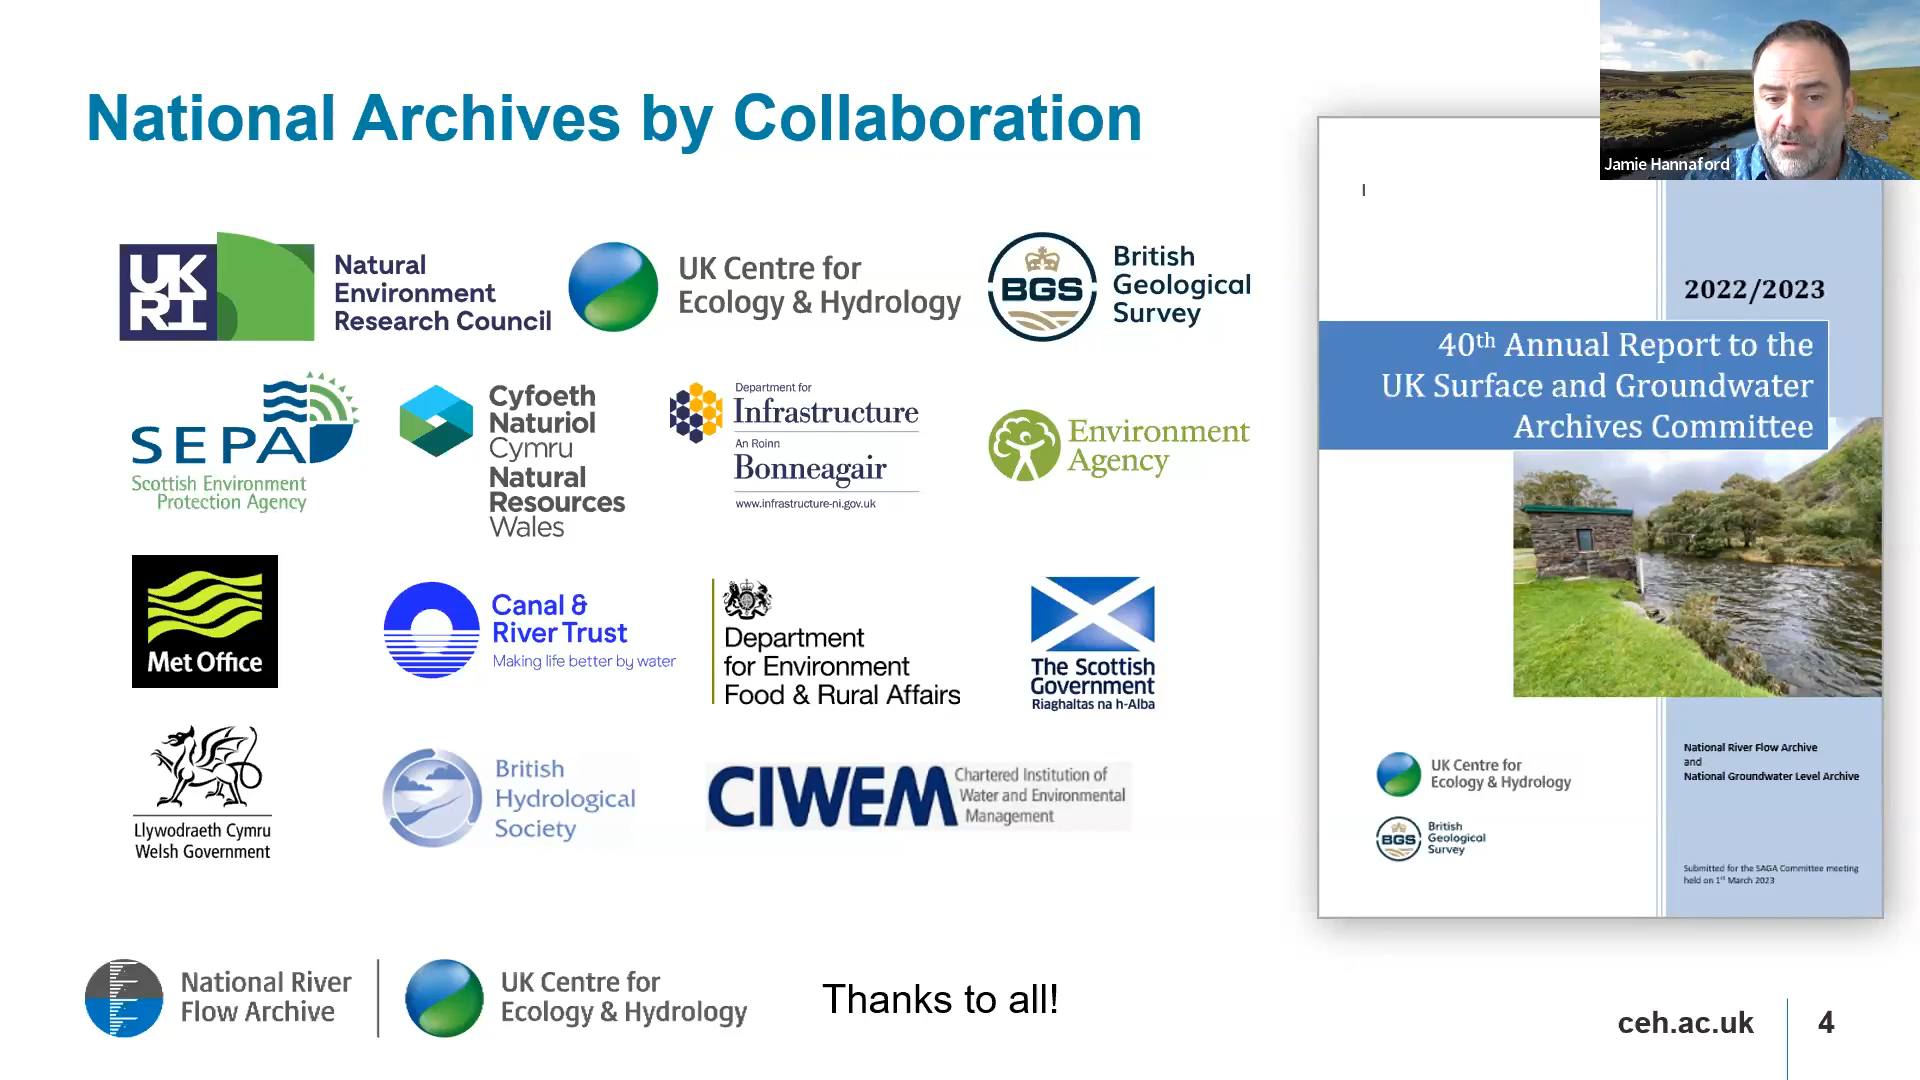 National Archives by Collaboration
Jamie Hannaford
UK
RI
Natural
Environment
Research Council
UK Centre for
Ecology & Hydrology
BGS
British
Geological
Survey
SEPA
Scottish Environment
Protection Agency
Cyfoeth
Naturiol
Cymru
Natural
Resources
Wales
Department for
Infrastructure
An Roinn
Bonneagair
www.infrastructure-ni.gov.uk
Environment
Agency
Met Office
Canal &
River Trust
Making life better by water
Department
for Environment
Food & Rural Affairs
The Scottish
Government
Riaghaltas na h-Alba
Llywodraeth Cymru
Welsh Government
British
Hydrological
Society
CIWEM
Chartered Institution of
Water and Environmental
Management
2022/2023
40th Annual Report to the
UK Surface and Groundwater
Archives Committee
National River Flow Archive
and
National Groundwater Level Archive
UK Centre for
Ecology & Hydrology
BGS
British
Geological
Survey
Submitted for the SAGA Committee meeting
held on 1st March 2023
National River
Flow Archive
UK Centre for
Ecology & Hydrology
Thanks to all!
ceh.ac.uk
4